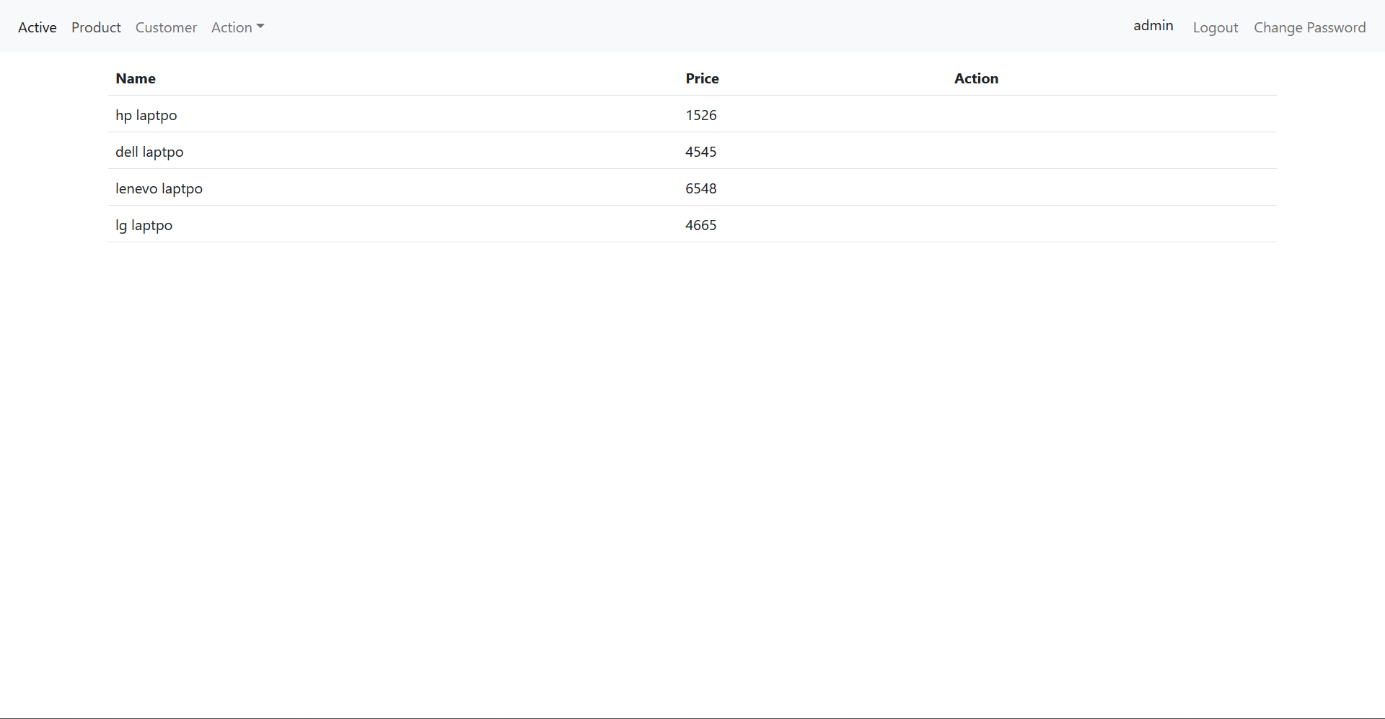 Active Product Customer Action admin Logout Change Password
Name Price Action
hp laptpo 1526
dell laptpo 4545
lenevo laptpo 6548
lg laptpo 4665